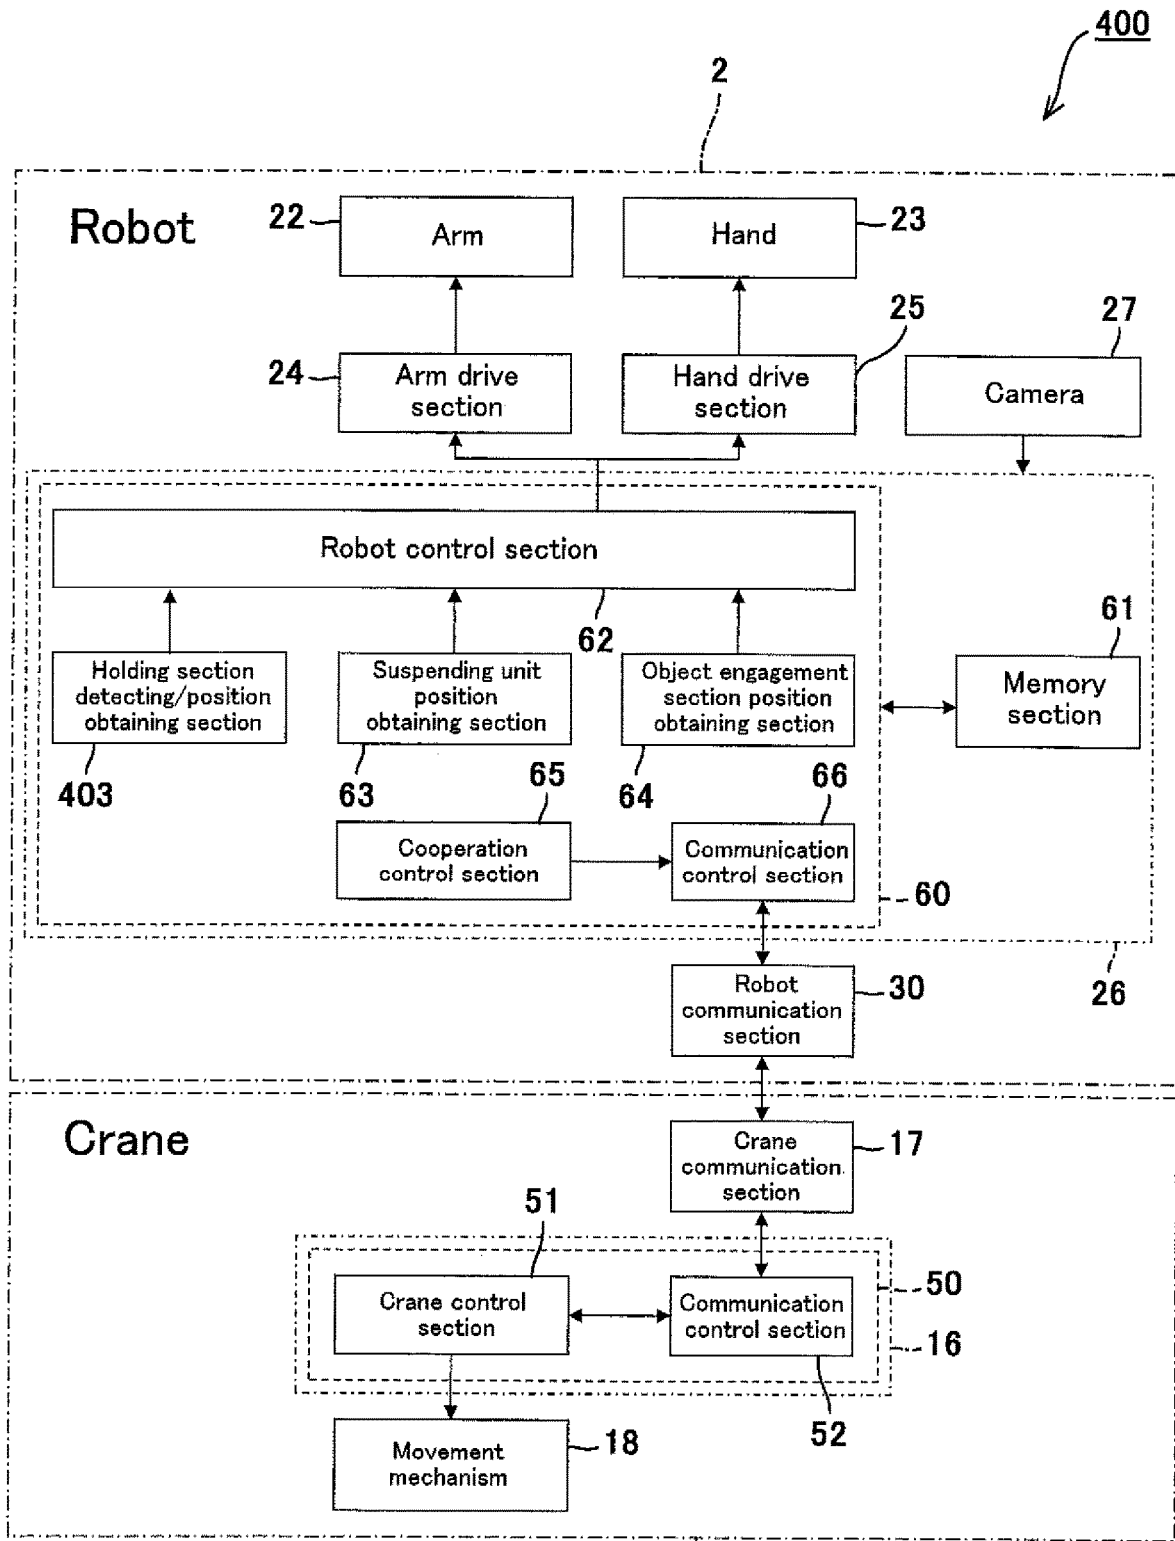 400
2
Robot
22
Arm
Hand
23
24
Arm drive
section
Hand drive
section
25
27
Camera
Robot control section
62
Holding section
detecting/position
obtaining section
403
Suspending unit
position
obtaining section
63
Object engagement
section position
obtaining section
64
61
Memory
section
65
Cooperation
control section
66
Communication
control section
60
26
Robot
communication
section
30
Crane
Crane
communication
section
17
51
Crane control
section
Communication
control section
50
16
52
Movement
mechanism
18